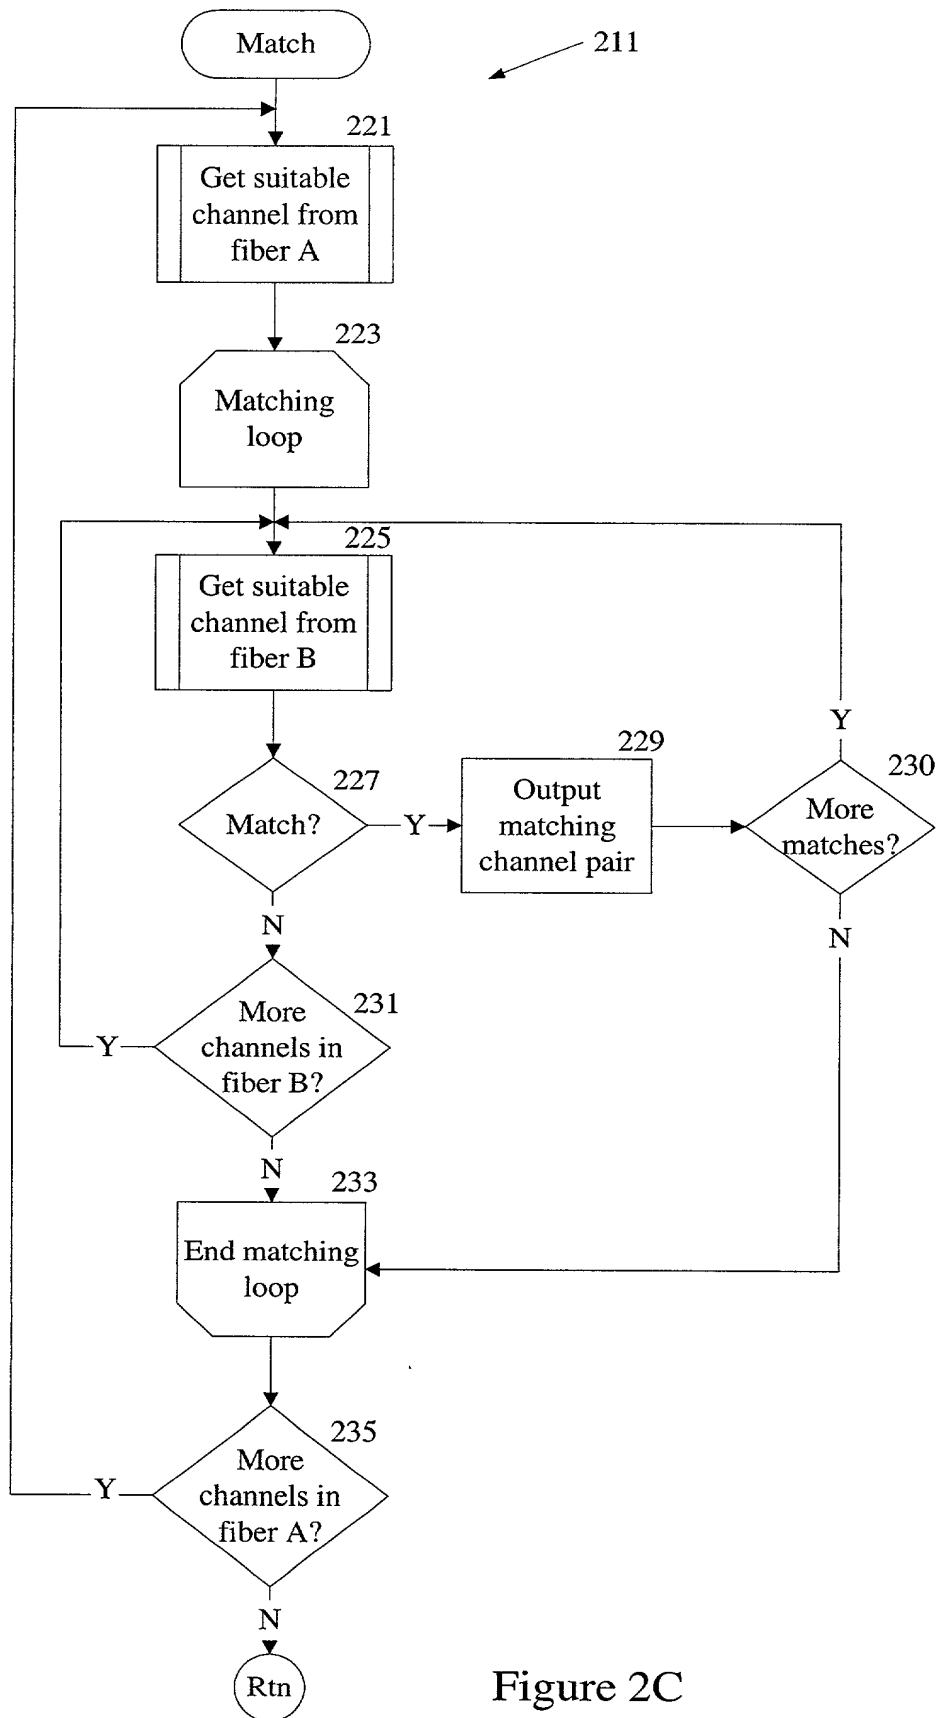 Match
211
221
Get suitable
channel from
fiber A
223
Matching
loop
225
Get suitable
channel from
fiber B
Y
227
Match?
Y
229
Output
matching
channel pair
230
More
matches?
N
N
231
More
channels in
fiber B?
Y
N
233
End matching
loop
235
More
channels in
fiber A?
Y
N
Rtn
Figure 2C